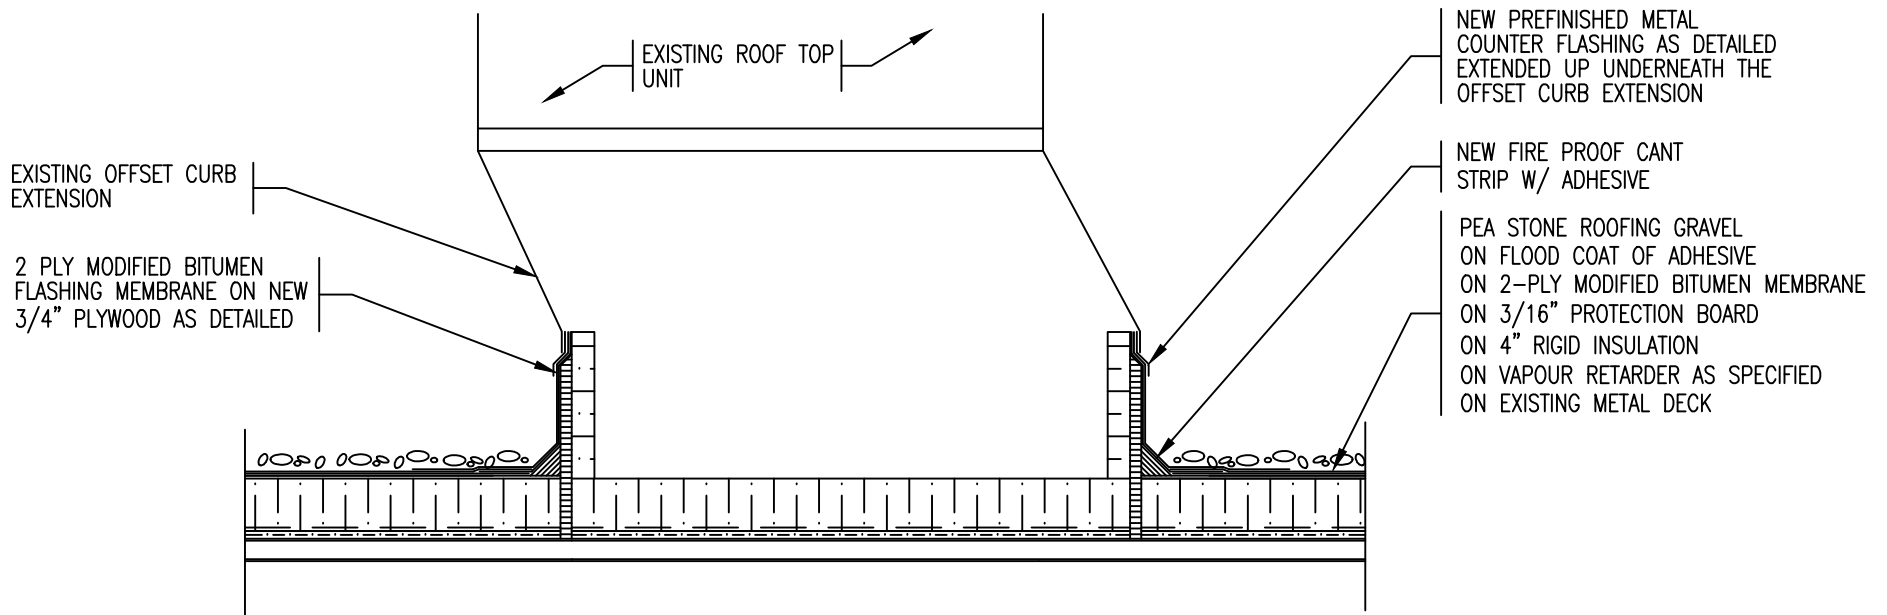 EXISTING ROOF TOP
UNIT
EXISTING OFFSET CURB
EXTENSION
2 PLY MODIFIED BITUMEN
FLASHING MEMBRANE ON NEW
3/4" PLYWOOD AS DETAILED
NEW PREFINISHED METAL
COUNTER FLASHING AS DETAILED
EXTENDED UP UNDERNEATH THE
OFFSET CURB EXTENSION
NEW FIRE PROOF CANT
STRIP W/ ADHESIVE
PEA STONE ROOFING GRAVEL
ON FLOOD COAT OF ADHESIVE
ON 2-PLY MODIFIED BITUMEN MEMBRANE
ON 3/16" PROTECTION BOARD
ON 4" RIGID INSULATION
ON VAPOUR RETARDER AS SPECIFIED
ON EXISTING METAL DECK